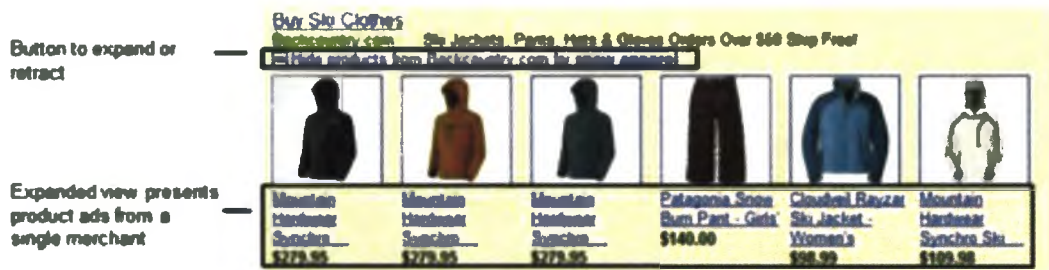 Buy Ski Clothes
Backcountry.com Ski Jackets, Pants, Hats & Gloves Orders Over $50 Ship Free!
Button to expand or
retract
Hide products from Backcountry.com for
Expanded view presents
product ads from a
single merchant
Mountain
Hardwear
Synchro ...
$279.95
Mountain
Hardwear
Synchro ...
$279.95
Mountain
Hardwear
Synchro ...
$279.95
Patagonia Snow
Bum Pant - Girls'
$140.00
Cloudveil Rayzar
Ski Jacket -
Women's
$98.99
Mountain
Hardwear
Synchro Ski ...
$109.98